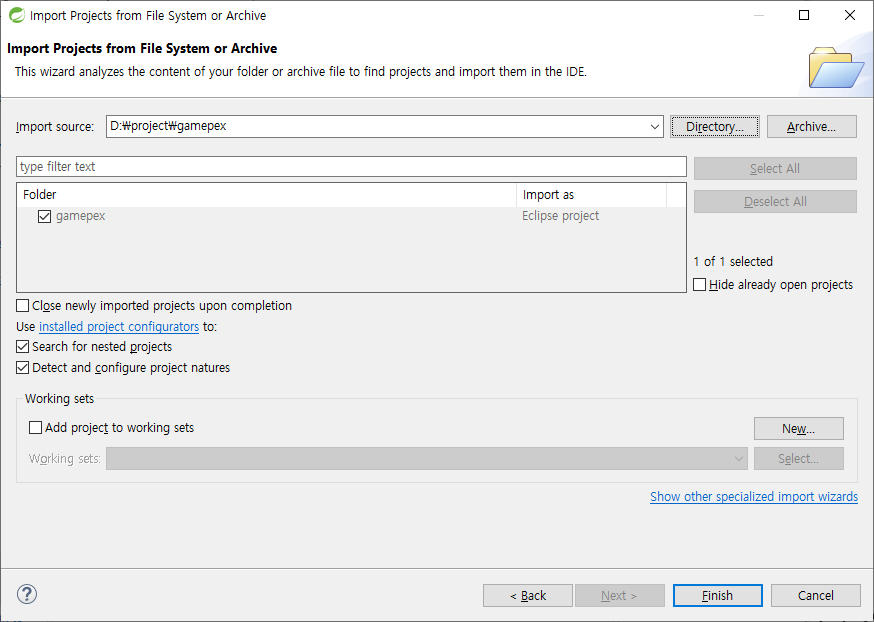 Import Projects from File System or Archive
Import Projects from File System or Archive
This wizard analyzes the content of your folder or archive file to find projects and import them in the IDE.
Import source: D:₩project₩gamepex Directory... Archive...
type filter text Select All
Folder Import as
gamepex Eclipse project
Deselect All
1 of 1 selected
Hide already open projects
Close newly imported projects upon completion
Use installed project configurators to:
Search for nested projects
Detect and configure project natures
Working sets
Add project to working sets New...
Working sets: Select...
Show other specialized import wizards
? < Back Next > Finish Cancel